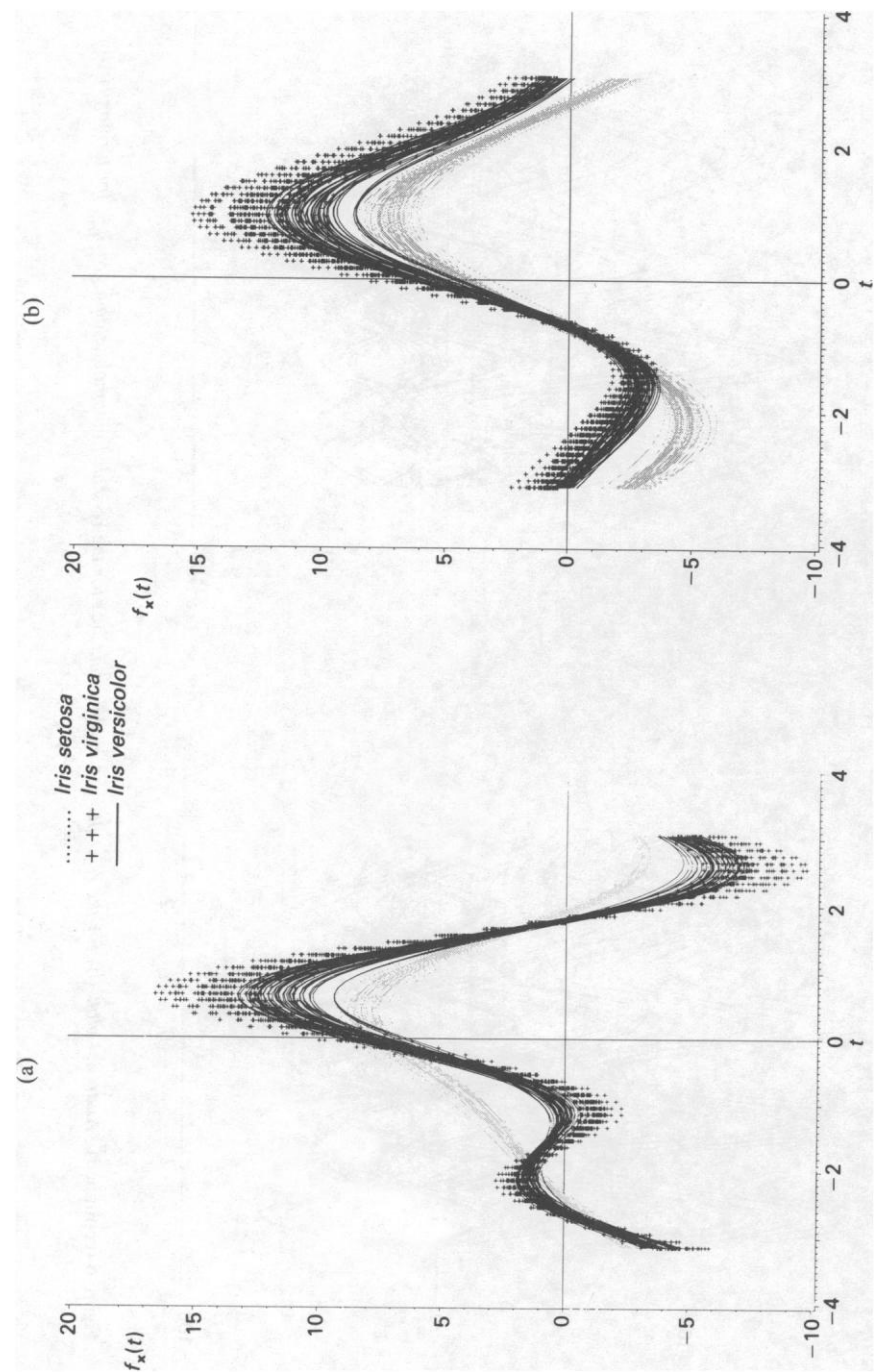 (a)
20
15
10
5
0
−5
−10
f_x(t)
−4
−2
0
2
4
t
....... Iris setosa
+ + + Iris virginica
—— Iris versicolor
(b)
20
15
10
5
0
−5
−10
f_x(t)
−4
−2
0
2
4
t